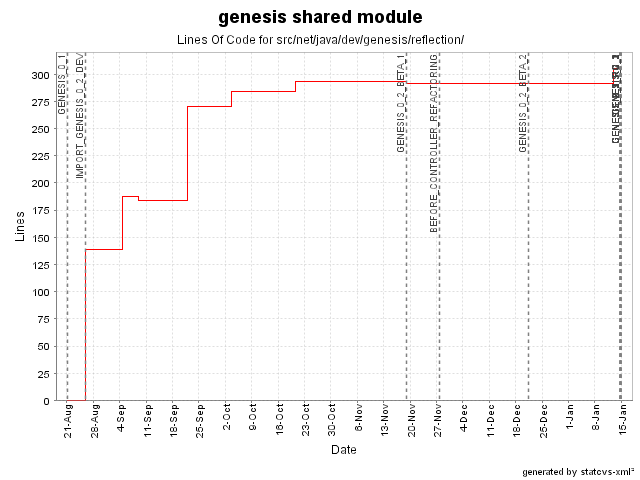 genesis shared module
Lines Of Code for src/net/java/dev/genesis/reflection/
Lines
300
275
250
225
200
175
150
125
100
75
50
25
0
GENESIS_0_1
IMPORT_GENESIS_0_2_DEV
GENESIS_0_2_BETA_1
BEFORE_CONTROLLER_REFACTORING
GENESIS_0_2_BETA_2
21-Aug
28-Aug
4-Sep
11-Sep
18-Sep
25-Sep
2-Oct
9-Oct
16-Oct
23-Oct
30-Oct
6-Nov
13-Nov
20-Nov
27-Nov
4-Dec
11-Dec
18-Dec
25-Dec
1-Jan
8-Jan
15-Jan
Date
generated by statcvs-xml²